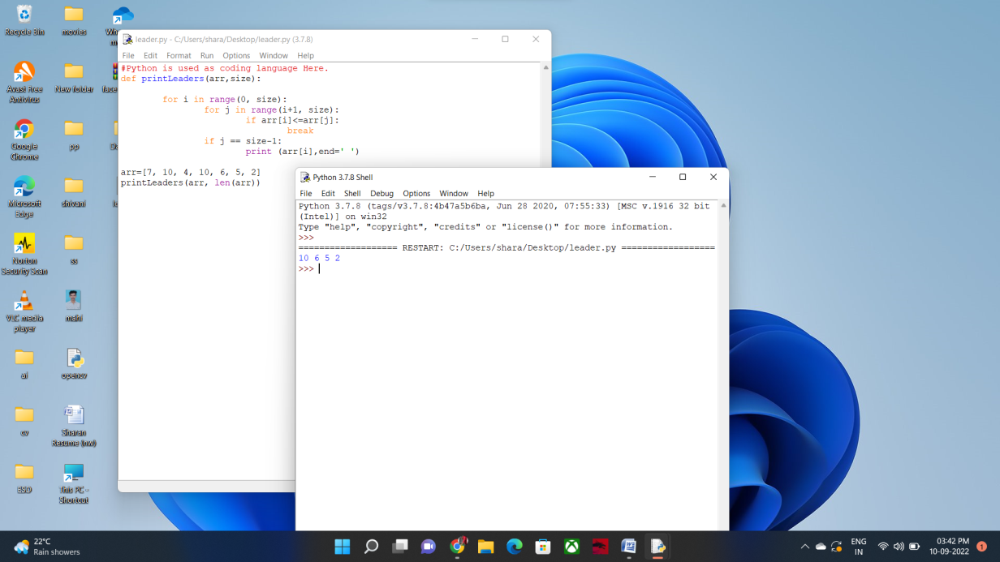 Recycle Bin
movies
Avast Free
Antivirus
New folder
Google
Chrome
pp
Microsoft
Edge
shivani
Norton
Security Scan
ss
VLC media
player
mahi
ai
opencv
cv
Sharan
Resume (nw)
ESD
This PC -
Shortcut
leader.py - C:/Users/shara/Desktop/leader.py (3.7.8)
File Edit Format Run Options Window Help
#Python is used as coding language Here.
def printLeaders(arr,size):
for i in range(0, size):
for j in range(i+1, size):
if arr[i]<=arr[j]:
break
if j == size-1:
print (arr[i],end=' ')
arr=[7, 10, 4, 10, 6, 5, 2]
printLeaders(arr, len(arr))
Python 3.7.8 Shell
File Edit Shell Debug Options Window Help
Python 3.7.8 (tags/v3.7.8:4b47a5b6ba, Jun 28 2020, 07:55:33) [MSC v.1916 32 bit
(Intel)] on win32
Type "help", "copyright", "credits" or "license()" for more information.
>>>
=================== RESTART: C:/Users/shara/Desktop/leader.py ==================
10 6 5 2
>>>
22°C
Rain showers
ENG
IN
03:42 PM
10-09-2022
1